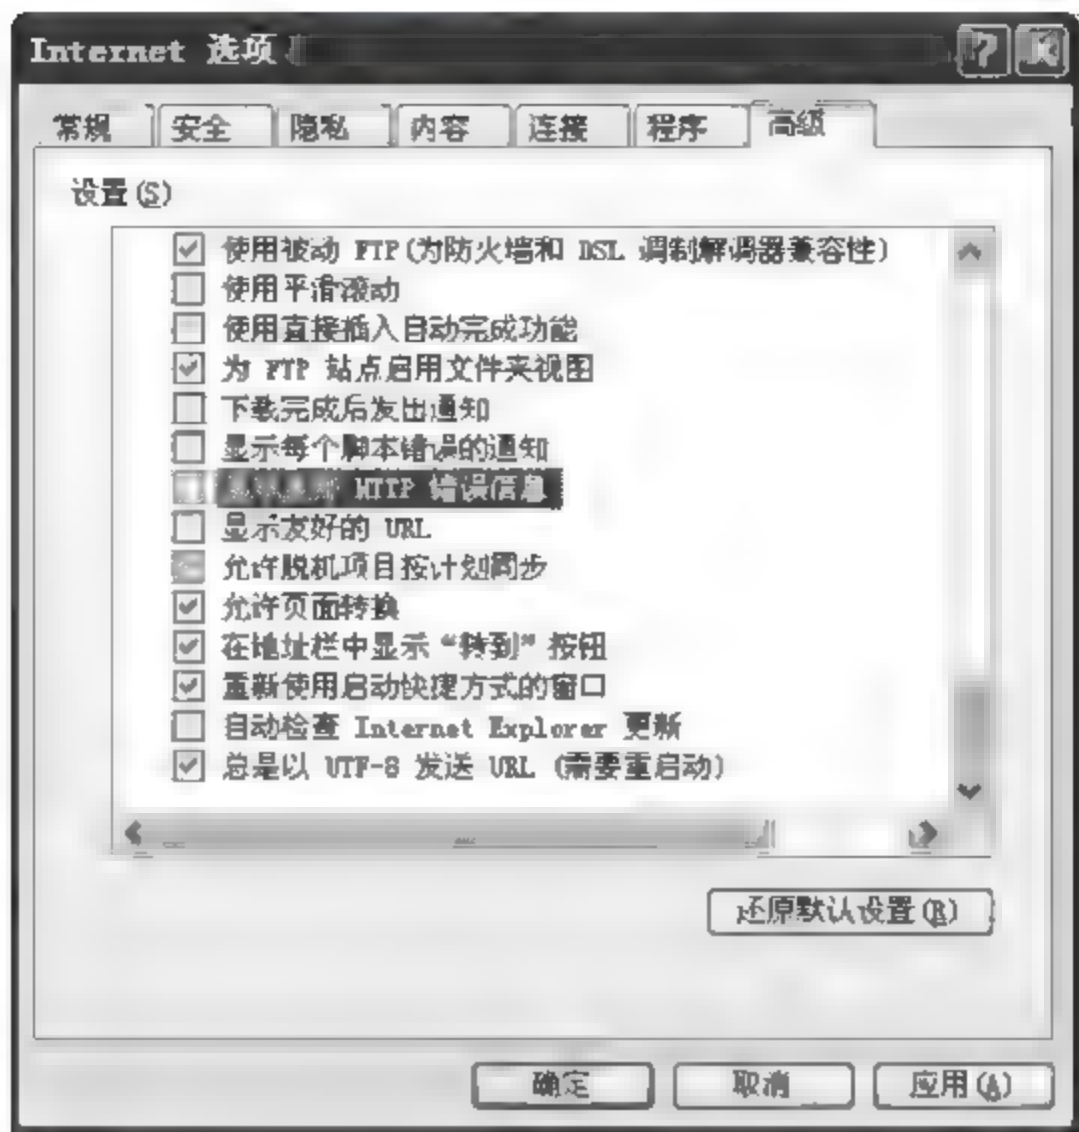 Internet 选项
常规 安全 隐私 内容 连接 程序 高级
设置(S)
使用被动 FTP(为防火墙和 DSL 调制解调器兼容性)
使用平滑滚动
使用直接插入自动完成功能
为 FTP 站点启用文件夹视图
下载完成后发出通知
显示每个脚本错误的通知
HTTP 错误信息
显示友好的 URL
允许脱机项目按计划同步
允许页面转换
在地址栏中显示“转到”按钮
重新使用启动快捷方式的窗口
自动检查 Internet Explorer 更新
总是以 UTF-8 发送 URL (需要重启动)
还原默认设置(R)
确定 取消 应用(A)